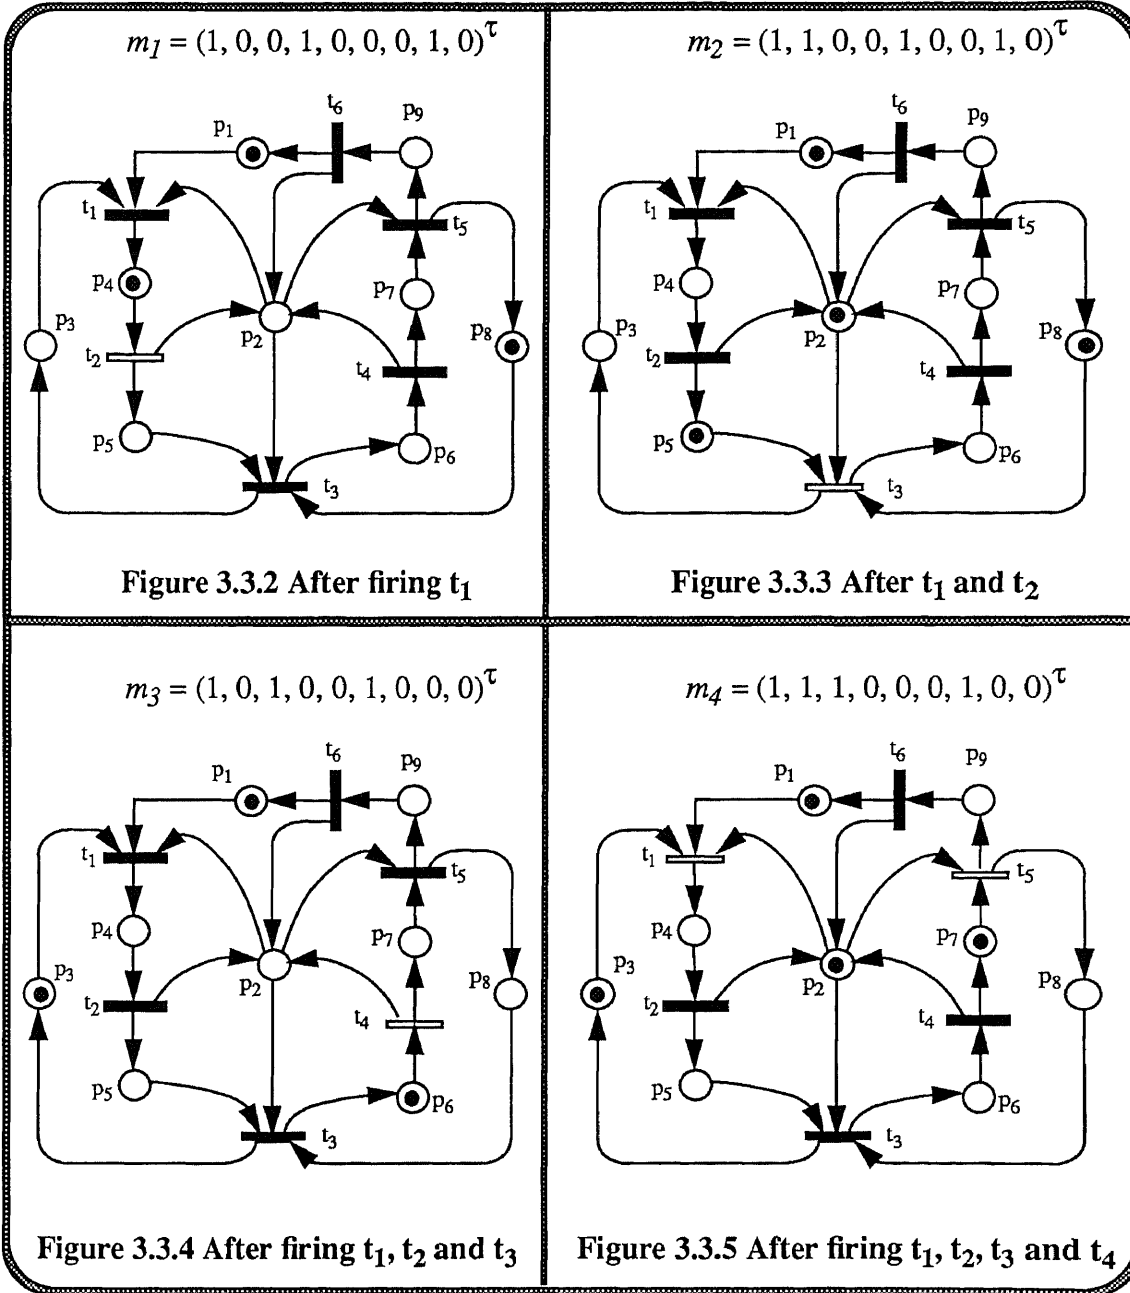 m1 = (1, 0, 0, 1, 0, 0, 0, 1, 0)^τ
t6
p9
p1
t1
t5
p4
p7
p3
p2
p8
t2
t4
p5
p6
t3
Figure 3.3.2 After firing t1
m2 = (1, 1, 0, 0, 1, 0, 0, 1, 0)^τ
t6
p9
p1
t1
t5
p4
p7
p3
p2
p8
t2
t4
p5
p6
t3
Figure 3.3.3 After t1 and t2
m3 = (1, 0, 1, 0, 0, 1, 0, 0, 0)^τ
t6
p9
p1
t1
t5
p4
p7
p3
p2
p8
t2
t4
p5
p6
t3
Figure 3.3.4 After firing t1, t2 and t3
m4 = (1, 1, 1, 0, 0, 0, 1, 0, 0)^τ
t6
p9
p1
t1
t5
p4
p7
p3
p2
p8
t2
t4
p5
p6
t3
Figure 3.3.5 After firing t1, t2, t3 and t4